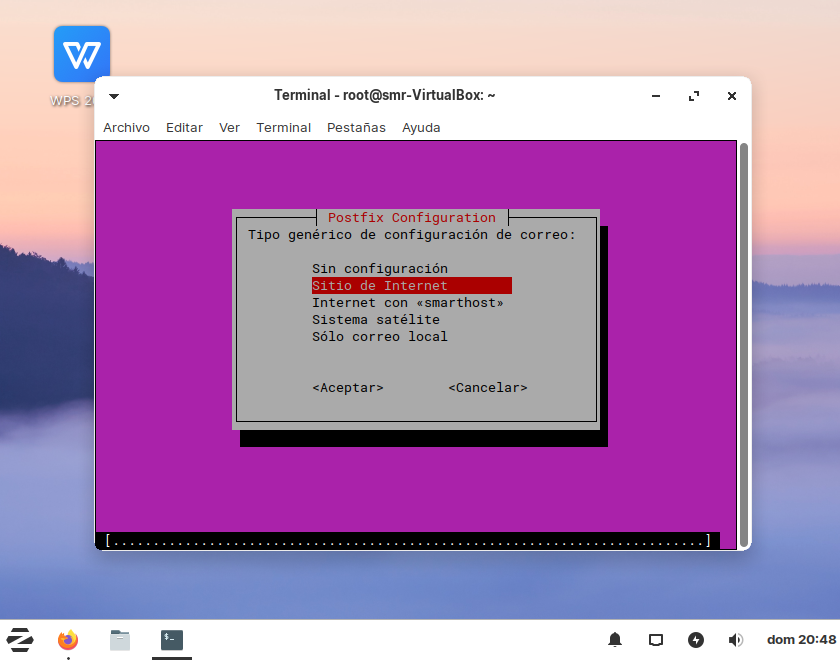 WPS 2
Terminal - root@smr-VirtualBox: ~
Archivo Editar Ver Terminal Pestañas Ayuda
Postfix Configuration
Tipo genérico de configuración de correo:
Sin configuración
Sitio de Internet
Internet con «smarthost»
Sistema satélite
Sólo correo local
<Aceptar> <Cancelar>
[..........................................................................]
$_
dom 20:48